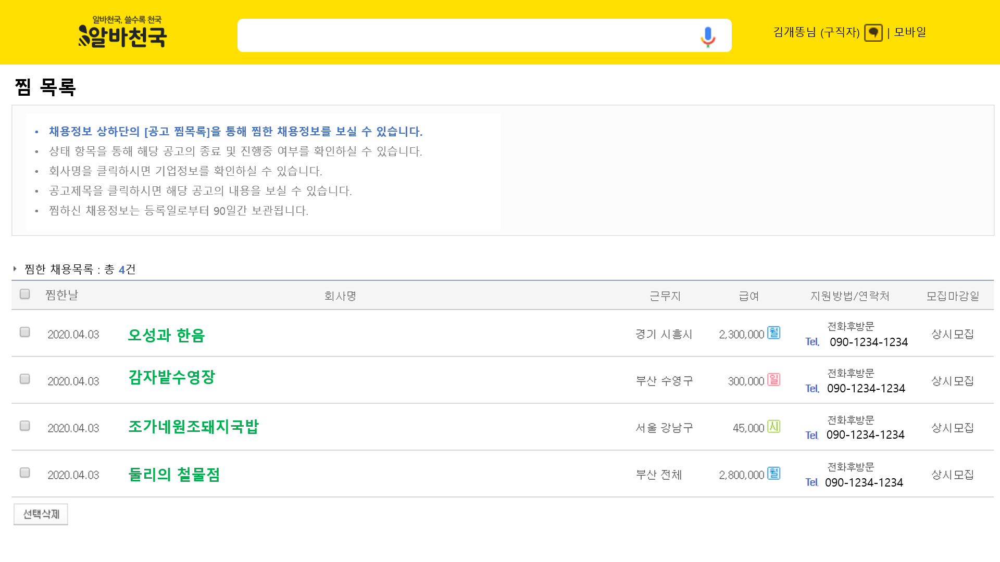 알바천국, 쓸수록 천국
알바천국
김개똥님 (구직자) | 모바일
찜 목록
• 채용정보 상하단의 [공고 찜목록]을 통해 찜한 채용정보를 보실 수 있습니다.
• 상태 항목을 통해 해당 공고의 종료 및 진행중 여부를 확인하실 수 있습니다.
• 회사명을 클릭하시면 기업정보를 확인하실 수 있습니다.
• 공고제목을 클릭하시면 해당 공고의 내용을 보실 수 있습니다.
• 찜하신 채용정보는 등록일로부터 90일간 보관됩니다.
찜한 채용목록 : 총 4건
찜한날 회사명 근무지 급여 지원방법/연락처 모집마감일
2020.04.03 오성과 한음 경기 시흥시 2,300,000 월 전화후방문 상시모집
Tel. 090-1234-1234
2020.04.03 감자밭수영장 부산 수영구 300,000 일 전화후방문 상시모집
Tel. 090-1234-1234
2020.04.03 조가네원조돼지국밥 서울 강남구 45,000 시 전화후방문 상시모집
Tel. 090-1234-1234
2020.04.03 둘리의 철물점 부산 전체 2,800,000 월 전화후방문 상시모집
Tel. 090-1234-1234
선택삭제